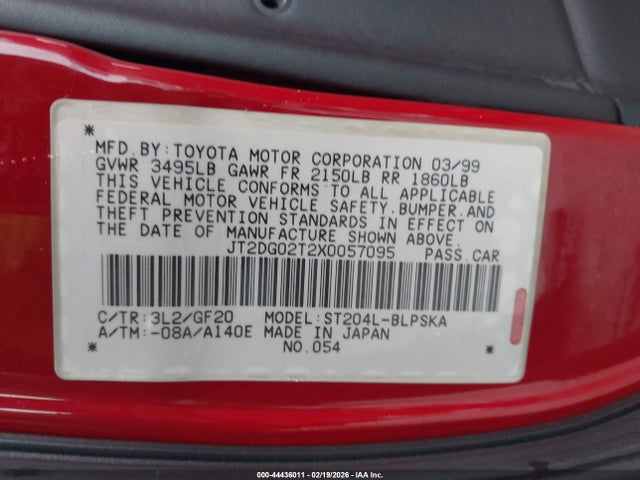 * 
MFD.BY:TOYOTA MOTOR CORPORATION 03/99
GVWR 3495LB GAWR FR 2150LB RR 1860LB
THIS VEHICLE CONFORMS TO ALL APPLICABLE
FEDERAL MOTOR VEHICLE SAFETY.BUMPER.AND
THEFT PREVENTION STANDARDS IN EFFECT ON
THE DATE OF MANUFACTURE SHOWN ABOVE.
JT2DG02T2X0057095 PASS.CAR
C/TR:3L2/GF20 MODEL:ST204L-BLPSKA
A/TM:-08A/A140E MADE IN JAPAN
* NO.054 *
000-44436011 - 02/19/2026 - IAA Inc.